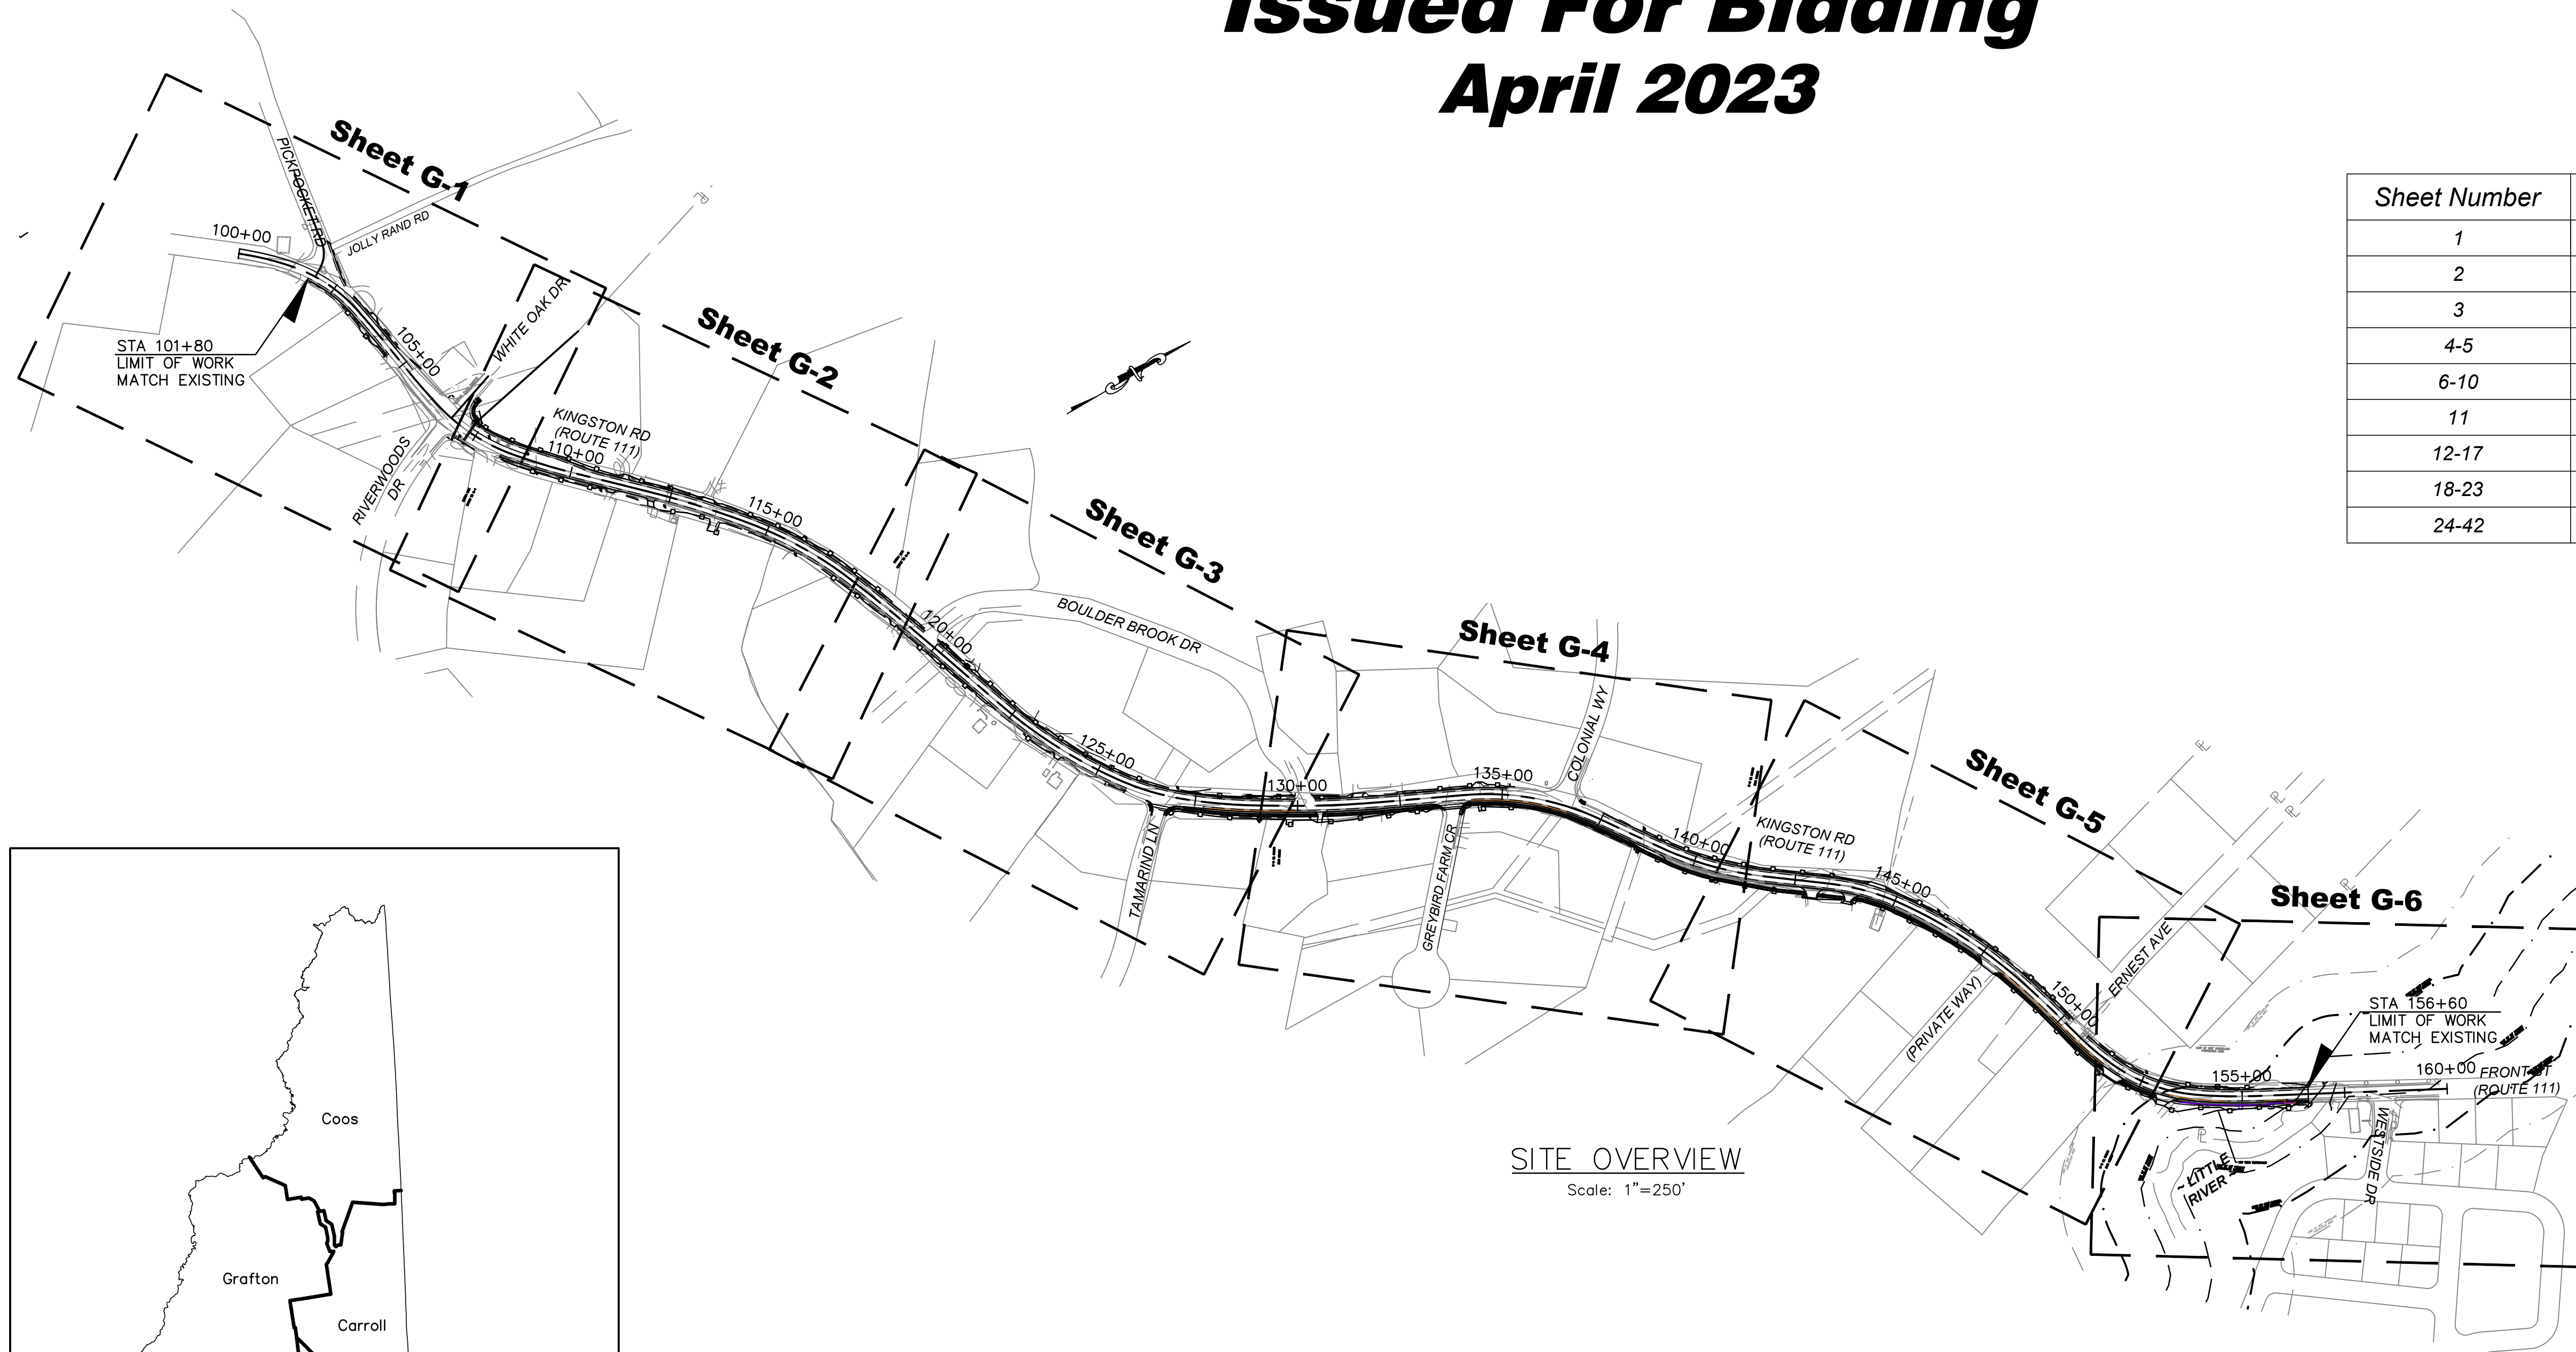 Issued For Bidding
April 2023
Sheet G-1
PICKPOCKET RD
JOLLY RAND RD
100+00
STA 101+80
LIMIT OF WORK
MATCH EXISTING
105+00
WHITE OAK DR
RIVERWOODS
DR
Sheet G-2
KINGSTON RD
(ROUTE 111)
110+00
115+00
Sheet G-3
120+00
BOULDER BROOK DR
125+00
TAMARIND LN
130+00
Sheet G-4
135+00
COLONIAL WY
GREYBIRD FARM CR
140+00
KINGSTON RD
(ROUTE 111)
Sheet G-5
145+00
(PRIVATE WAY)
150+00
ERNEST AVE
Sheet G-6
STA 156+60
LIMIT OF WORK
MATCH EXISTING
155+00
160+00
FRONT ST
(ROUTE 111)
WESTSIDE DR
~ LITTLE
RIVER ~
SITE OVERVIEW
Scale: 1"=250'
Sheet Number
1
2
3
4-5
6-10
11
12-17
18-23
24-42
Coos
Grafton
Carroll